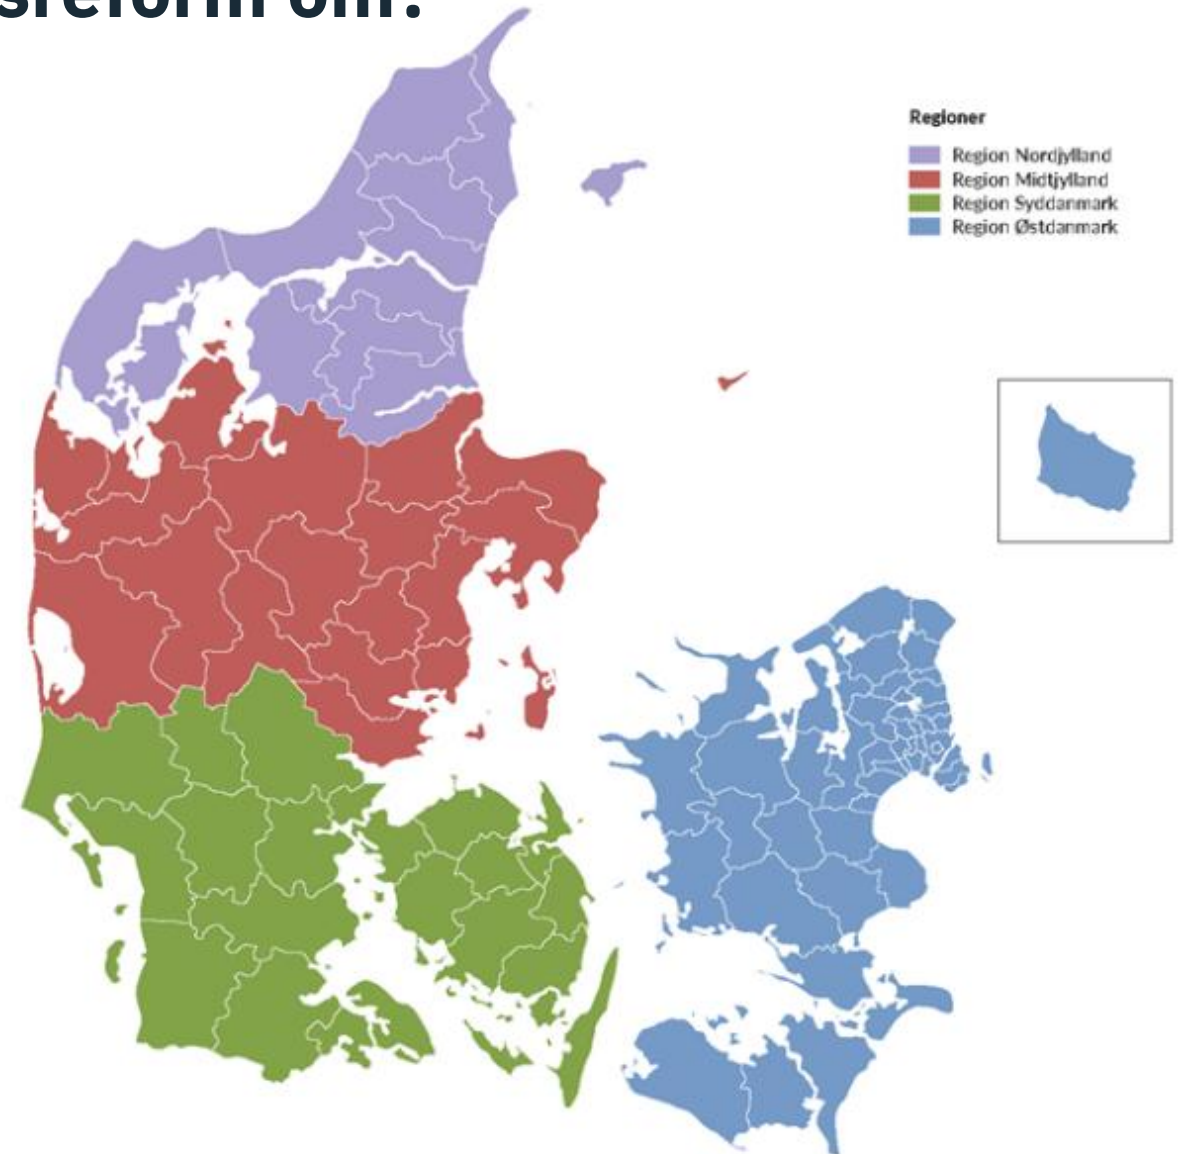 sreform om?
Regioner
Region Nordjylland
Region Midtjylland
Region Syddanmark
Region Østdanmark